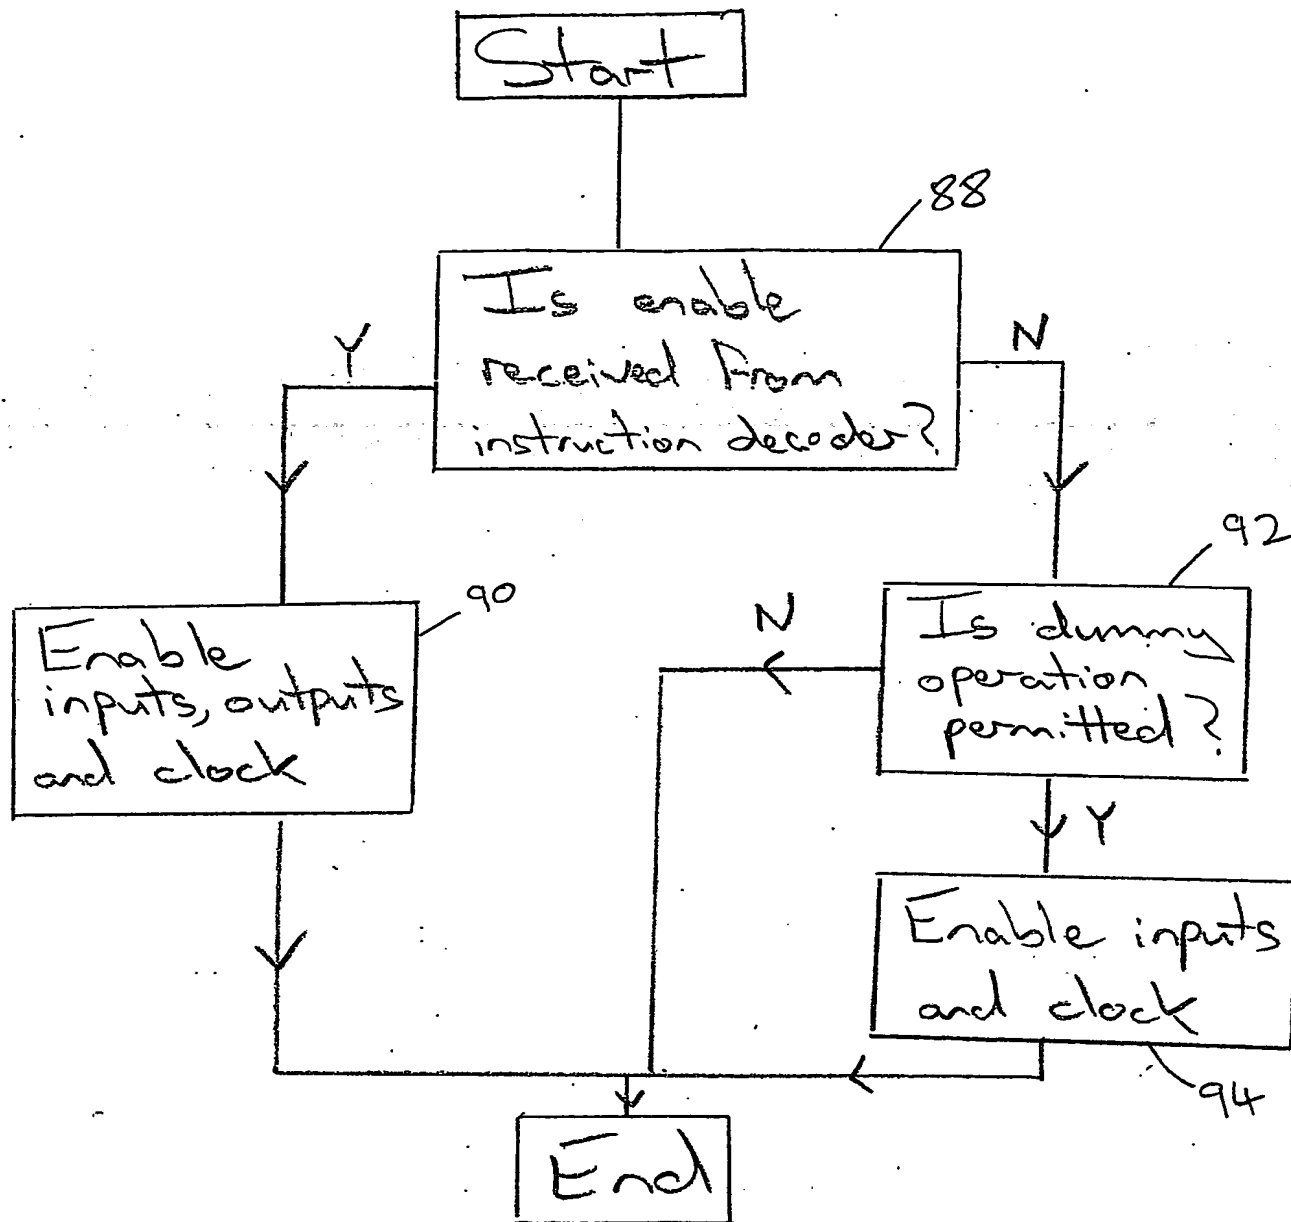 Start
88
Is enable
received from
instruction decoder?
Y
N
92
90
Enable
inputs, outputs
and clock
N
Is dummy
operation
permitted?
Y
Enable inputs
and clock
94
End